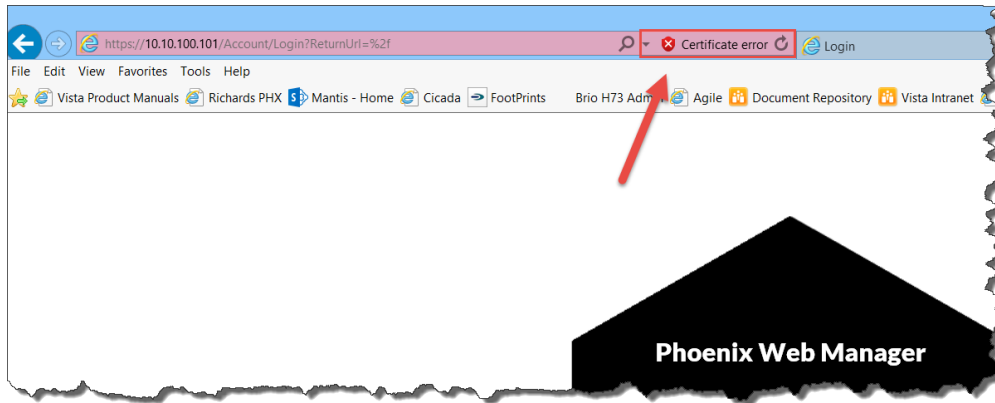 https://10.10.100.101/Account/Login?ReturnUrl=%2f Certificate error Login
File Edit View Favorites Tools Help
Vista Product Manuals Richards PHX Mantis - Home Cicada FootPrints Brio H73 Agile Document Repository Vista Intranet
Phoenix Web Manager